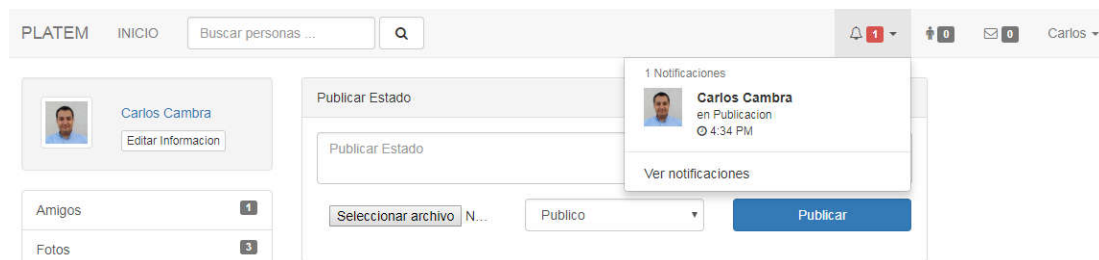 PLATEM INICIO Buscar personas ... 1 0 0 Carlos
Carlos Cambra
Editar Informacion
Amigos 1
Fotos 3
Publicar Estado
Publicar Estado
Seleccionar archivo N... Publico Publicar
1 Notificaciones
Carlos Cambra
en Publicacion
4:34 PM
Ver notificaciones